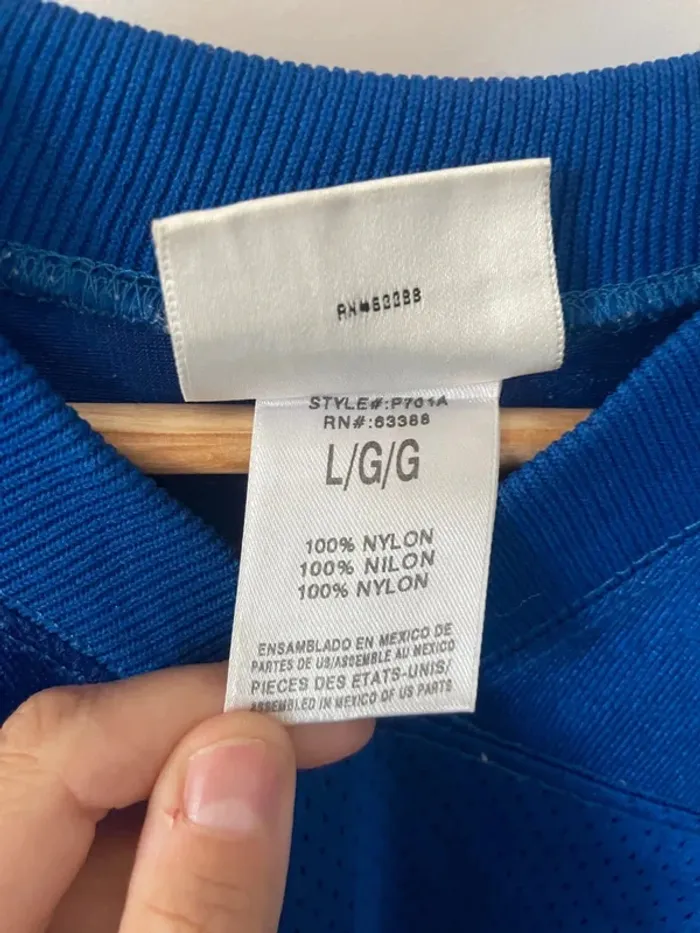 RN#63388
STYLE#:P701A
RN#:63388
L/G/G
100% NYLON
100% NILON
100% NYLON
ENSAMBLADO EN MEXICO DE
PARTES DE US/ASSEMBLE AU MEXICO
PIECES DES ETATS-UNIS/
ASSEMBLED IN MEXICO OF US PARTS